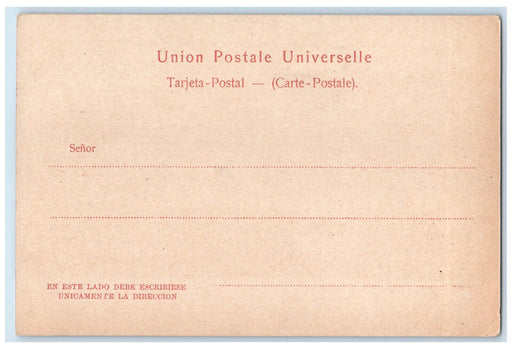 Union Postale Universelle
Tarjeta-Postal — (Carte-Postale).
Señor
EN ESTE LADO DEBE ESCRIBIRSE
UNICAMENTE LA DIRECCION